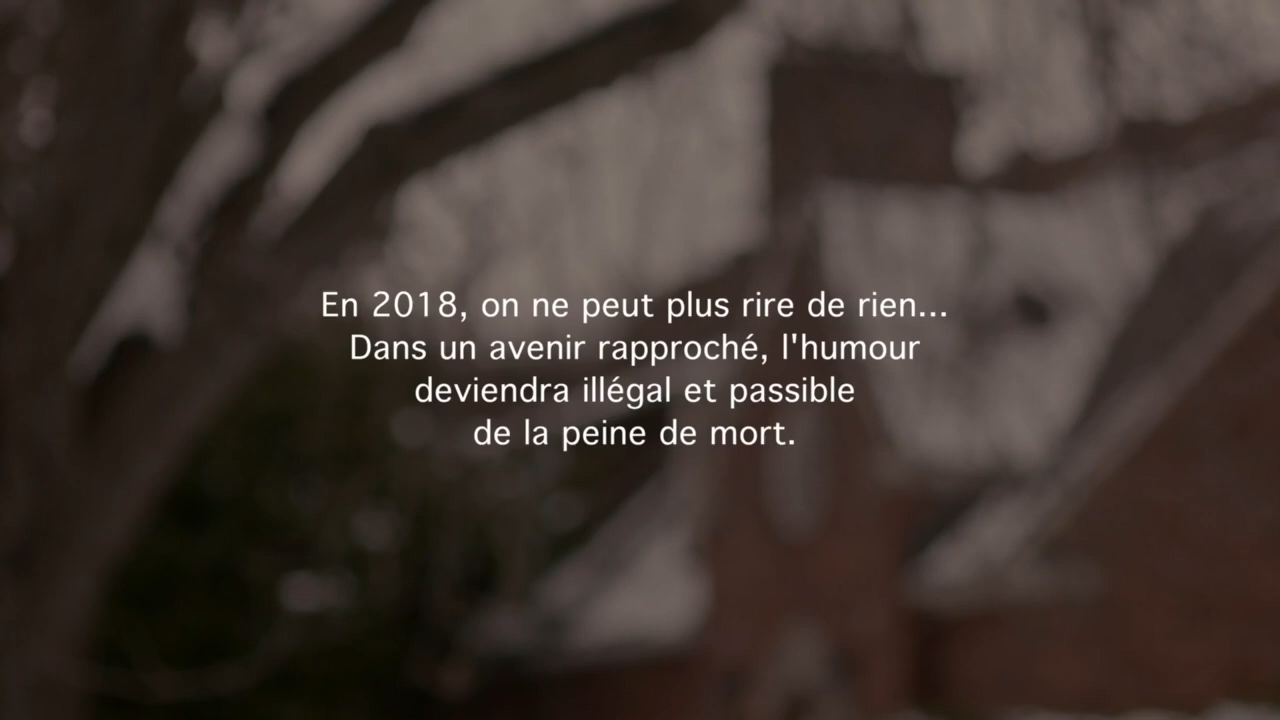 En 2018, on ne peut plus rire de rien...
Dans un avenir rapproché, l'humour
deviendra illégal et passible
de la peine de mort.